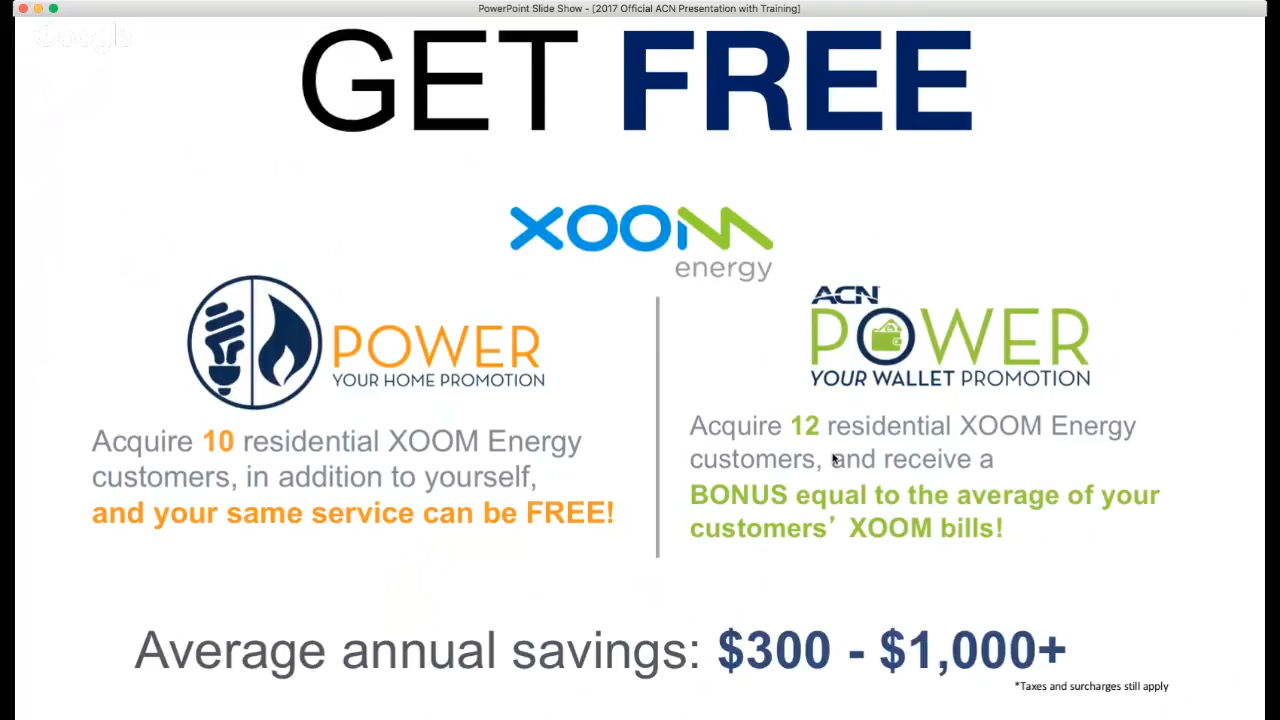 PowerPoint Slide Show - [2017 Official ACN Presentation with Training]
Google
GET FREE
XOOM
energy
POWER
YOUR HOME PROMOTION
Acquire 10 residential XOOM Energy
customers, in addition to yourself,
and your same service can be FREE!
ACN
POWER
YOUR WALLET PROMOTION
Acquire 12 residential XOOM Energy
customers, and receive a
BONUS equal to the average of your
customers’ XOOM bills!
Average annual savings: $300 - $1,000+
*Taxes and surcharges still apply